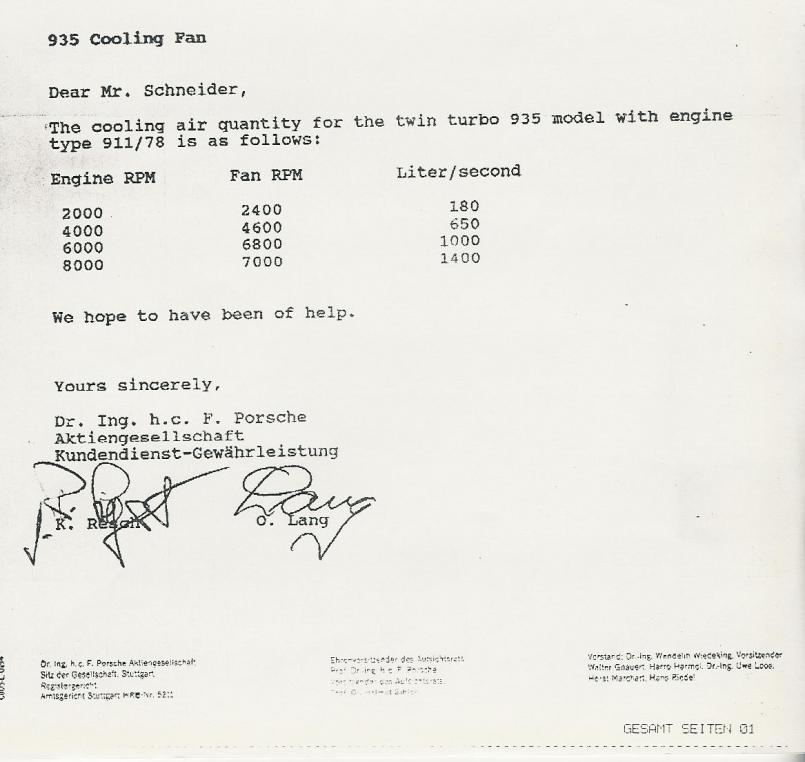 935 Cooling Fan
Dear Mr. Schneider,
The cooling air quantity for the twin turbo 935 model with engine
type 911/78 is as follows:
Engine RPM Fan RPM Liter/second
2000 2400 180
4000 4600 650
6000 6800 1000
8000 7000 1400
We hope to have been of help.
Yours sincerely,
Dr. Ing. h.c. F. Porsche
Aktiengesellschaft
Kundendienst-Gewährleistung
K. Resch O. Lang
Dr. Ing. h.c. F. Porsche Aktiengesellschaft
Sitz der Gesellschaft: Stuttgart
Registergericht:
Amtsgericht Stuttgart HRB-Nr. 5211
Ehrenvorsitzender des Aufsichtsrats
Prof. Dr. Ing. h.c. F. Porsche
Vorsitzender des Aufsichtsrats:
Vorstand: Dr.-Ing. Wendelin Wiedeking, Vorsitzender
Walter Gnauert, Harro Harmel, Dr.-Ing. Uwe Loos,
Horst Marchart, Hans Riedel
GESAMT SEITEN 01